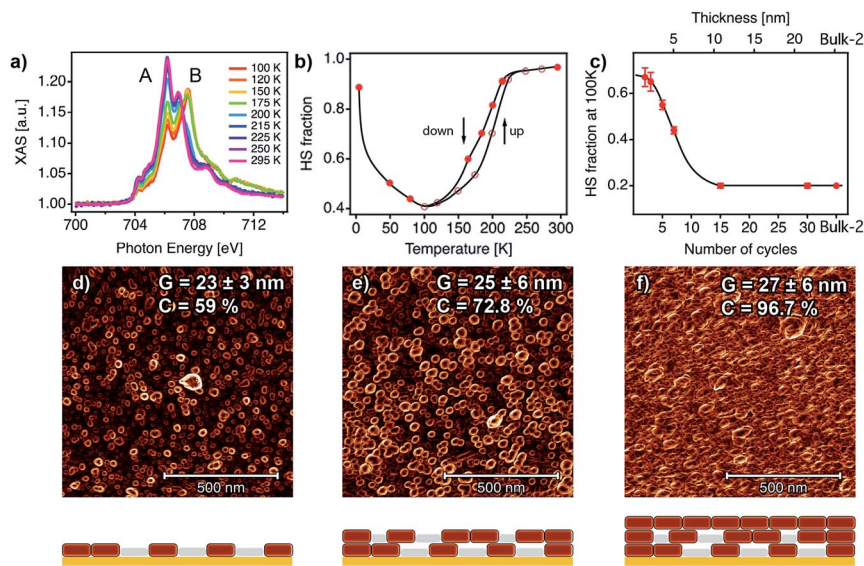 a)
XAS [a.u.]
1.20
1.15
1.10
1.05
1.00
A
B
100 K
120 K
150 K
175 K
200 K
215 K
225 K
250 K
295 K
700
704
708
712
Photon Energy [eV]
b)
HS fraction
1.0
0.8
0.6
0.4
down
up
0
50
100
150
200
250
300
Temperature [K]
Thickness [nm]
5
10
15
20
25
Bulk-2
c)
HS fraction at 100K
0.6
0.4
0.2
0
5
10
15
20
25
30
Bulk-2
Number of cycles
d)
G = 23 ± 3 nm
C = 59 %
500 nm
e)
G = 25 ± 6 nm
C = 72.8 %
500 nm
f)
G = 27 ± 6 nm
C = 96.7 %
500 nm